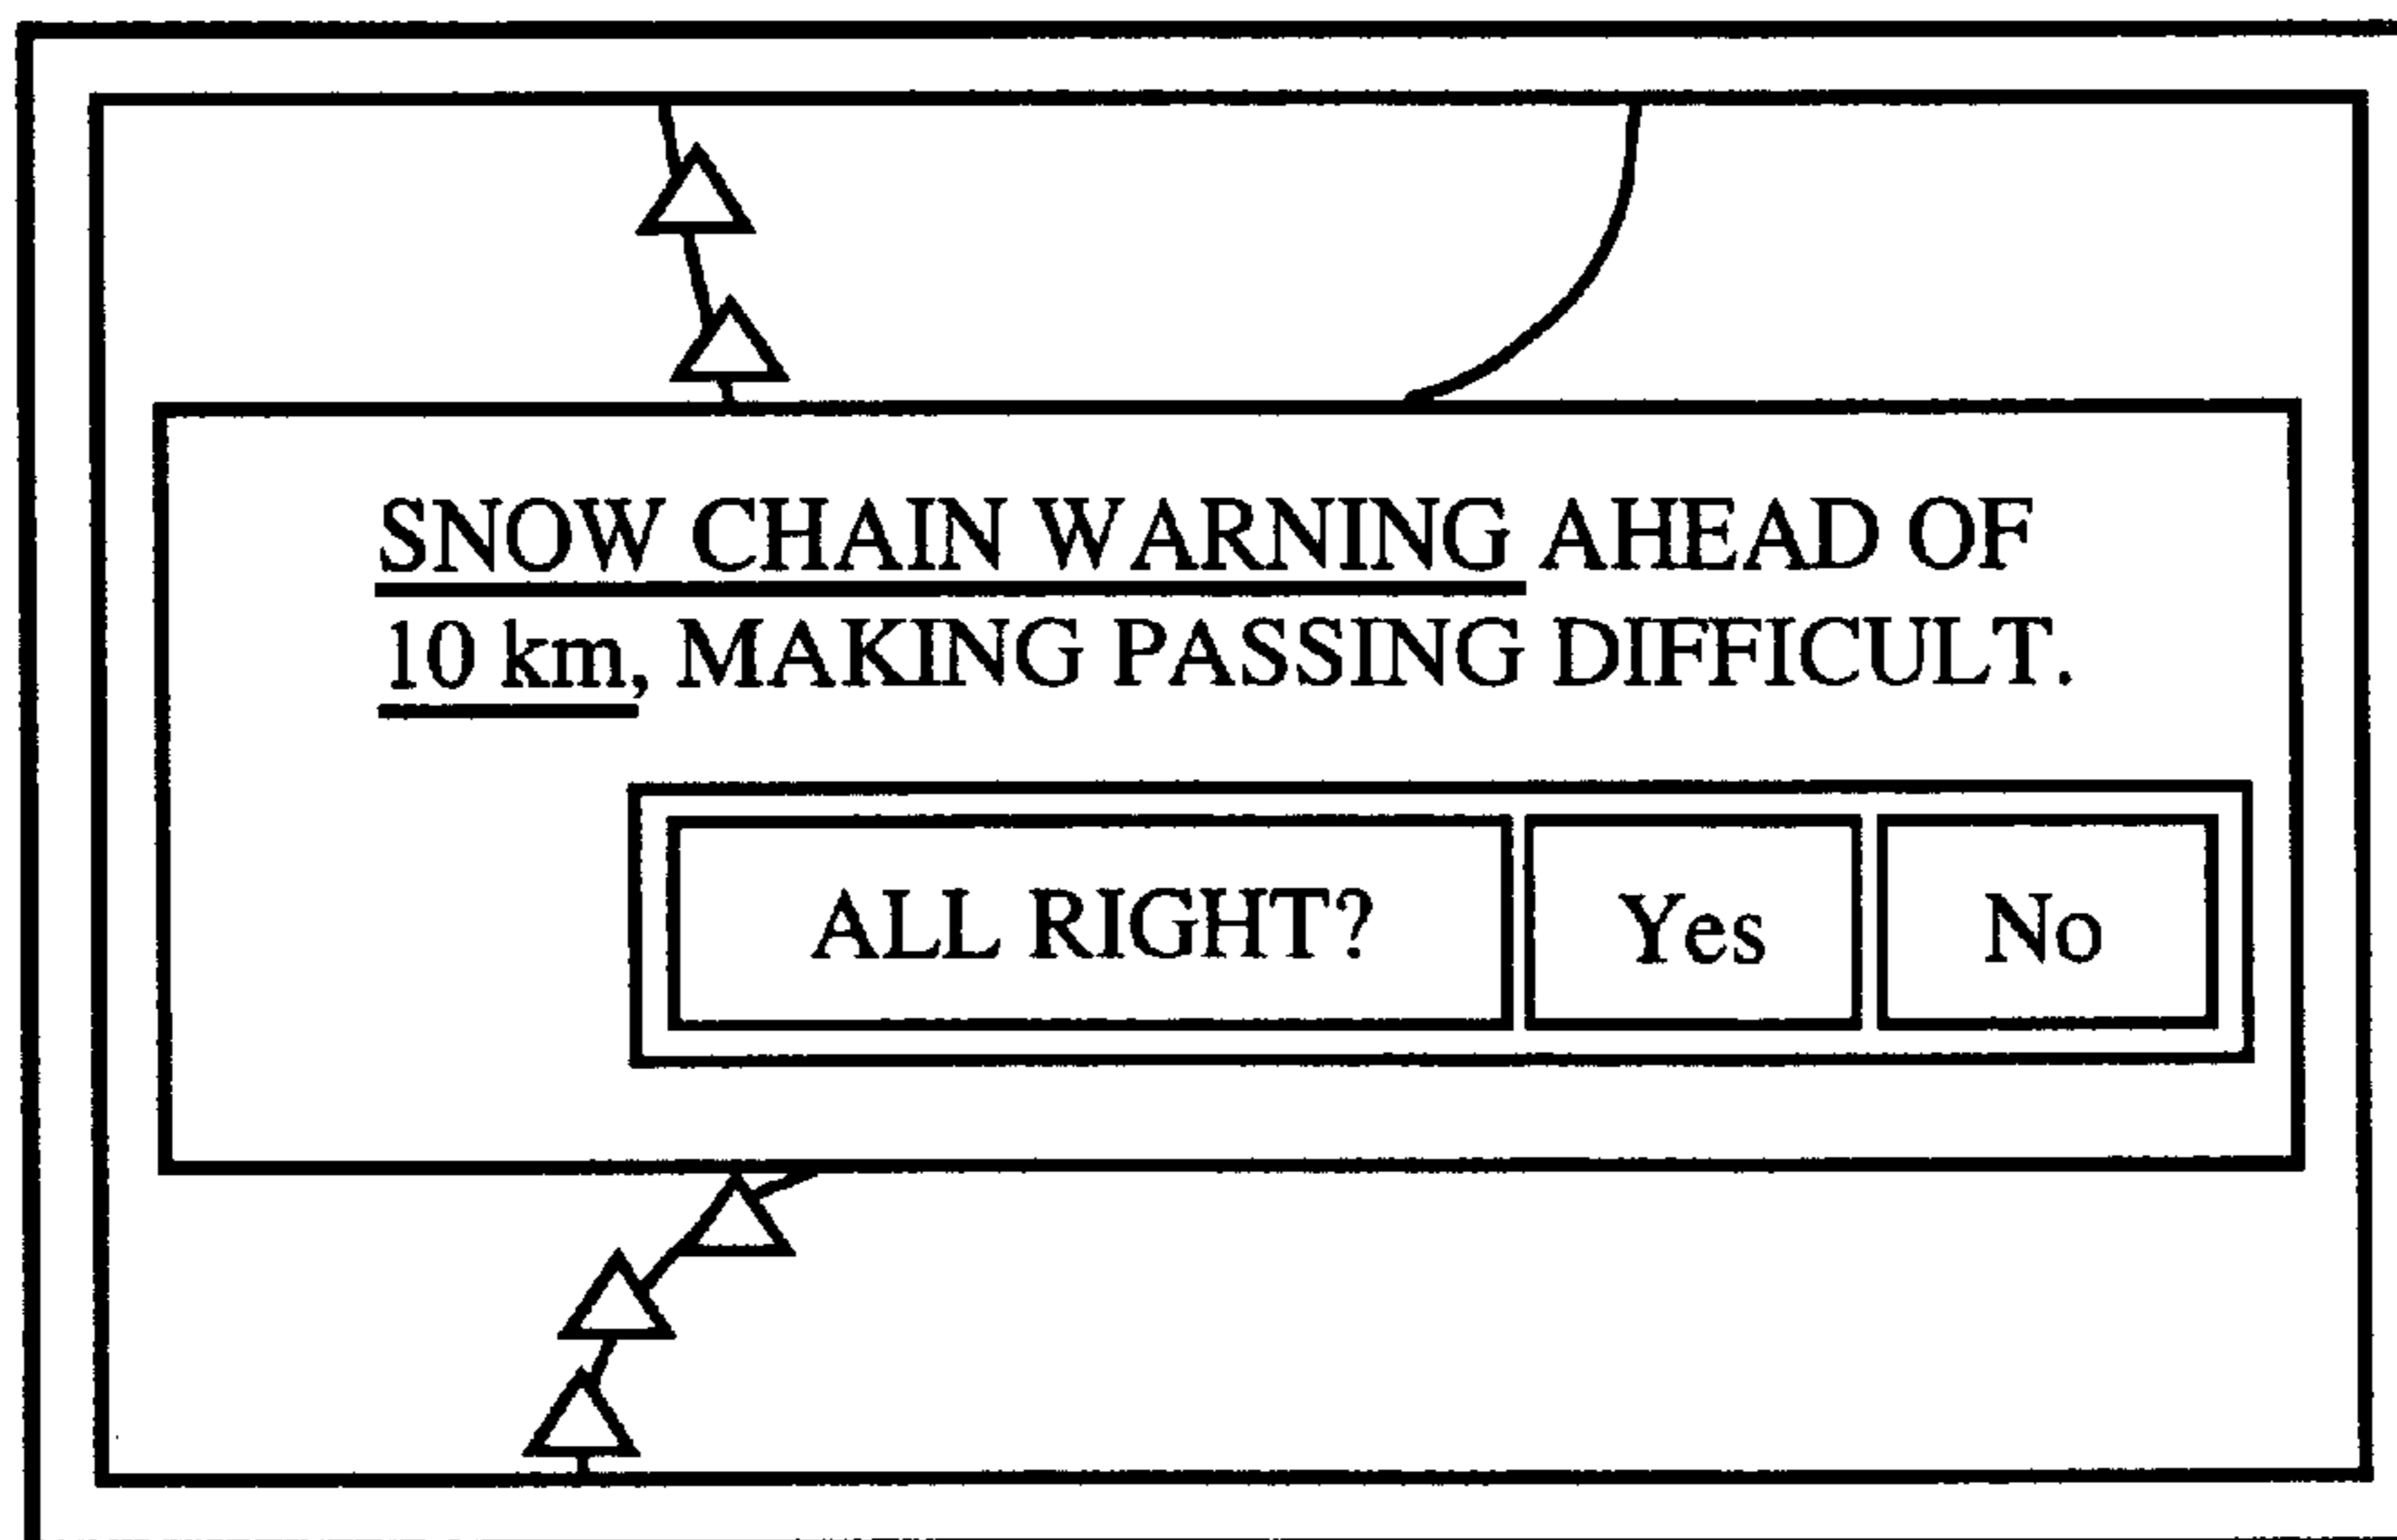 SNOW CHAIN WARNING AHEAD OF
10 km, MAKING PASSING DIFFICULT.
ALL RIGHT? Yes No